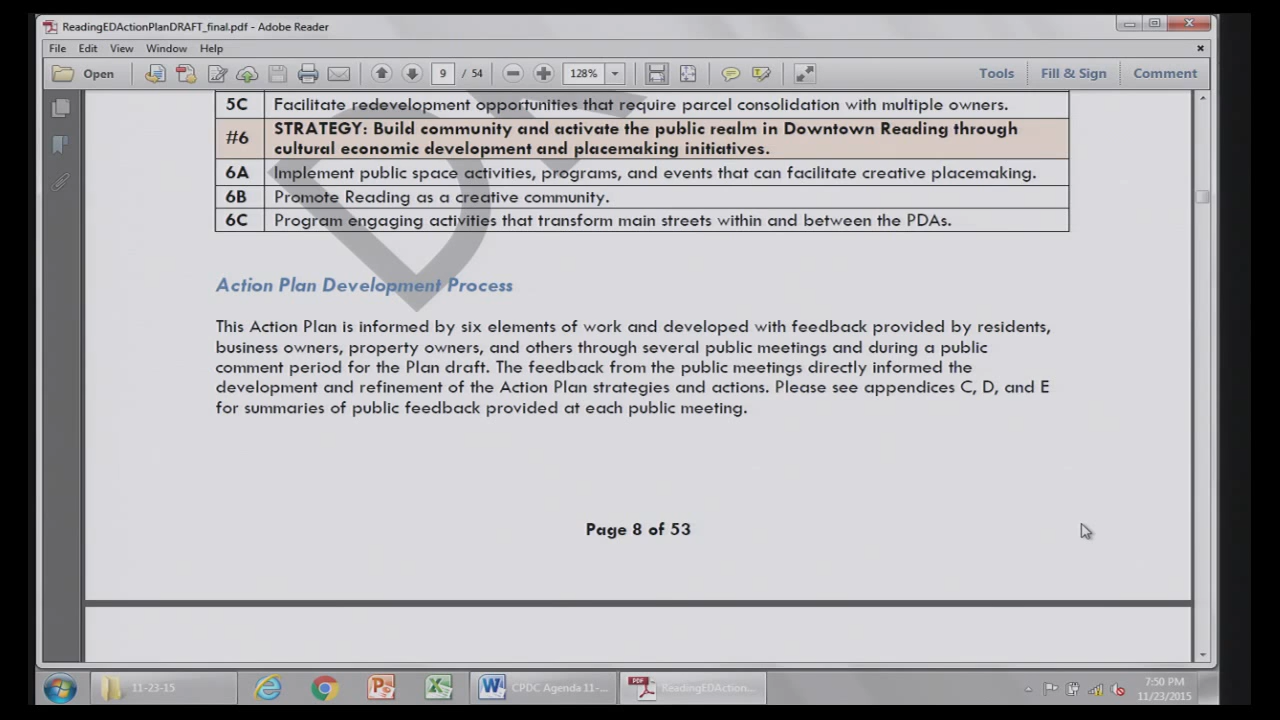 ReadingEDActionPlanDRAFT_final.pdf - Adobe Reader
File Edit View Window Help
Open 9 / 54 128% Tools Fill & Sign Comment
5C Facilitate redevelopment opportunities that require parcel consolidation with multiple owners.
#6 STRATEGY: Build community and activate the public realm in Downtown Reading through
cultural economic development and placemaking initiatives.
6A Implement public space activities, programs, and events that can facilitate creative placemaking.
6B Promote Reading as a creative community.
6C Program engaging activities that transform main streets within and between the PDAs.
Action Plan Development Process
This Action Plan is informed by six elements of work and developed with feedback provided by residents,
business owners, property owners, and others through several public meetings and during a public
comment period for the Plan draft. The feedback from the public meetings directly informed the
development and refinement of the Action Plan strategies and actions. Please see appendices C, D, and E
for summaries of public feedback provided at each public meeting.
Page 8 of 53
11-23-15 CPDC Agenda 11-... ReadingEDAction... 7:50 PM
11/23/2015